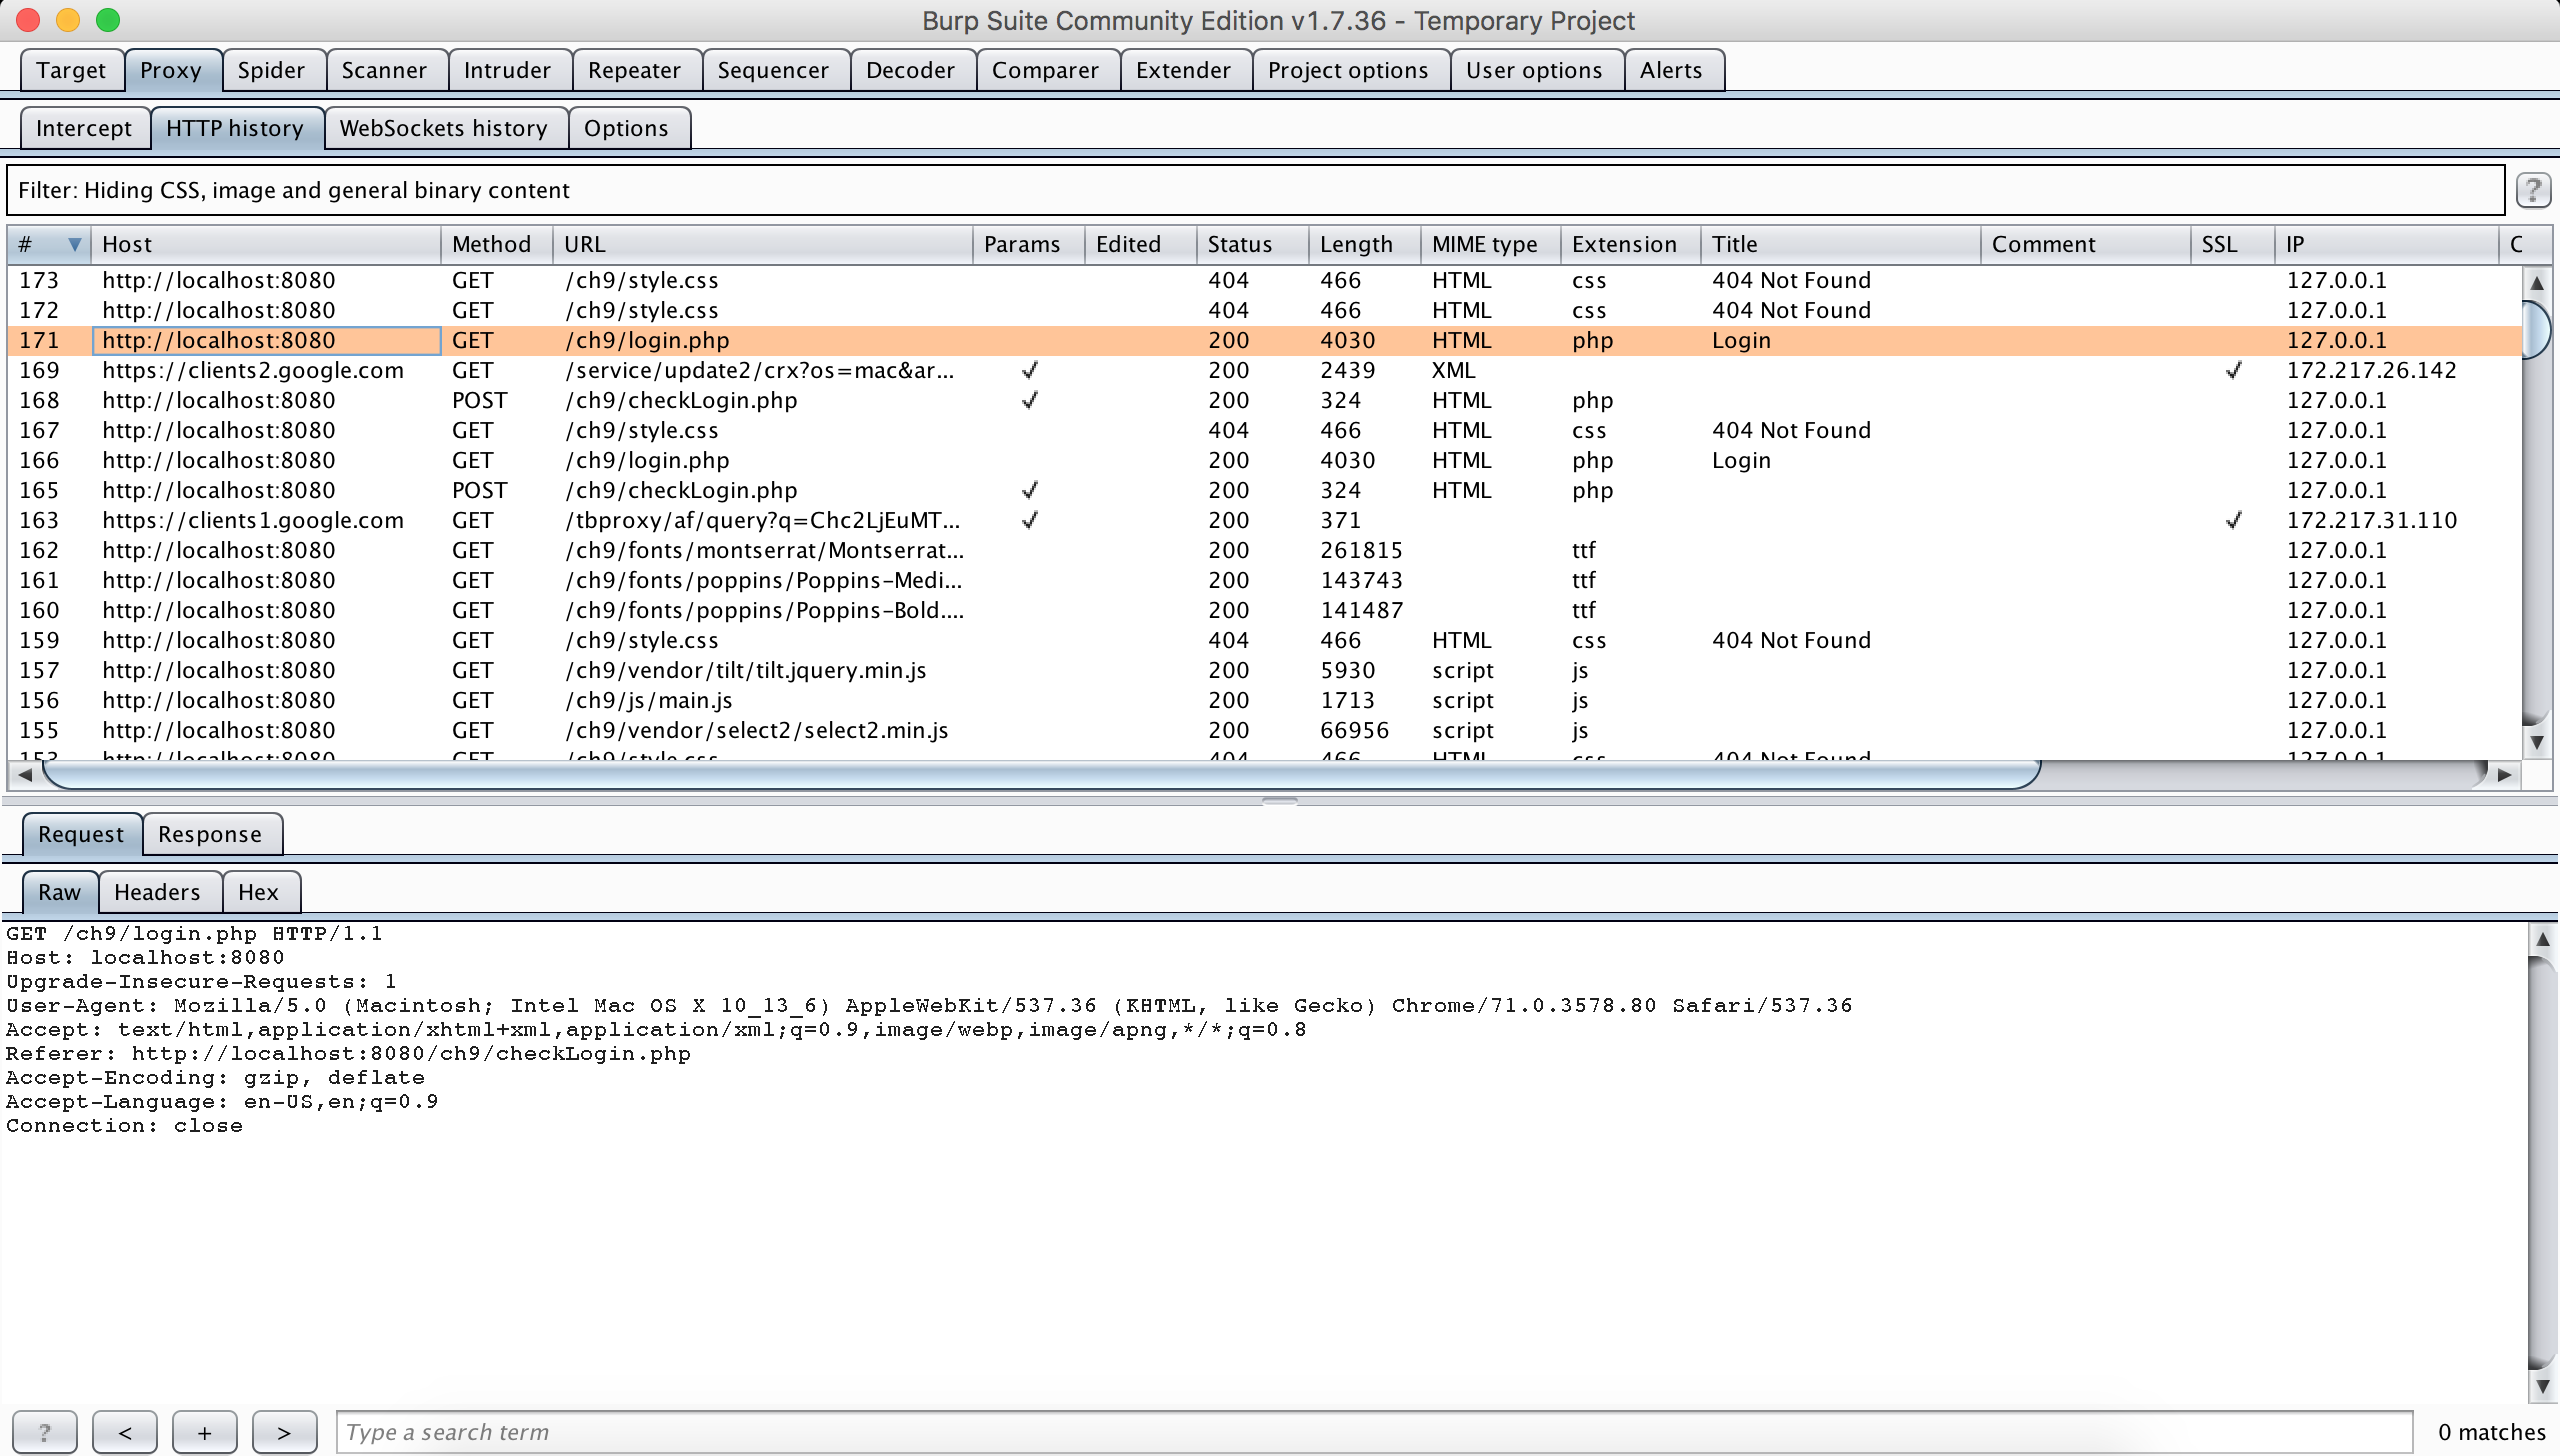 Burp Suite Community Edition v1.7.36 - Temporary Project
Target Proxy Spider Scanner Intruder Repeater Sequencer Decoder Comparer Extender Project options User options Alerts
Intercept HTTP history WebSockets history Options
Filter: Hiding CSS, image and general binary content ?
# Host Method URL Params Edited Status Length MIME type Extension Title Comment SSL IP C
173 http://localhost:8080 GET /ch9/style.css 404 466 HTML css 404 Not Found 127.0.0.1
172 http://localhost:8080 GET /ch9/style.css 404 466 HTML css 404 Not Found 127.0.0.1
171 http://localhost:8080 GET /ch9/login.php 200 4030 HTML php Login 127.0.0.1
169 https://clients2.google.com GET /service/update2/crx?os=mac&ar... ✓ 200 2439 XML ✓ 172.217.26.142
168 http://localhost:8080 POST /ch9/checkLogin.php ✓ 200 324 HTML php 127.0.0.1
167 http://localhost:8080 GET /ch9/style.css 404 466 HTML css 404 Not Found 127.0.0.1
166 http://localhost:8080 GET /ch9/login.php 200 4030 HTML php Login 127.0.0.1
165 http://localhost:8080 POST /ch9/checkLogin.php ✓ 200 324 HTML php 127.0.0.1
163 https://clients1.google.com GET /tbproxy/af/query?q=Chc2LjEuMT... ✓ 200 371 ✓ 172.217.31.110
162 http://localhost:8080 GET /ch9/fonts/montserrat/Montserrat... 200 261815 ttf 127.0.0.1
161 http://localhost:8080 GET /ch9/fonts/poppins/Poppins-Medi... 200 143743 ttf 127.0.0.1
160 http://localhost:8080 GET /ch9/fonts/poppins/Poppins-Bold.... 200 141487 ttf 127.0.0.1
159 http://localhost:8080 GET /ch9/style.css 404 466 HTML css 404 Not Found 127.0.0.1
157 http://localhost:8080 GET /ch9/vendor/tilt/tilt.jquery.min.js 200 5930 script js 127.0.0.1
156 http://localhost:8080 GET /ch9/js/main.js 200 1713 script js 127.0.0.1
155 http://localhost:8080 GET /ch9/vendor/select2/select2.min.js 200 66956 script js 127.0.0.1
153 http://localhost:8080 GET /ch9/style.css 404 466 HTML css 404 Not Found 127.0.0.1
Request Response
Raw Headers Hex
GET /ch9/login.php HTTP/1.1
Host: localhost:8080
Upgrade-Insecure-Requests: 1
User-Agent: Mozilla/5.0 (Macintosh; Intel Mac OS X 10_13_6) AppleWebKit/537.36 (KHTML, like Gecko) Chrome/71.0.3578.80 Safari/537.36
Accept: text/html,application/xhtml+xml,application/xml;q=0.9,image/webp,image/apng,*/*;q=0.8
Referer: http://localhost:8080/ch9/checkLogin.php
Accept-Encoding: gzip, deflate
Accept-Language: en-US,en;q=0.9
Connection: close
? < + > Type a search term 0 matches